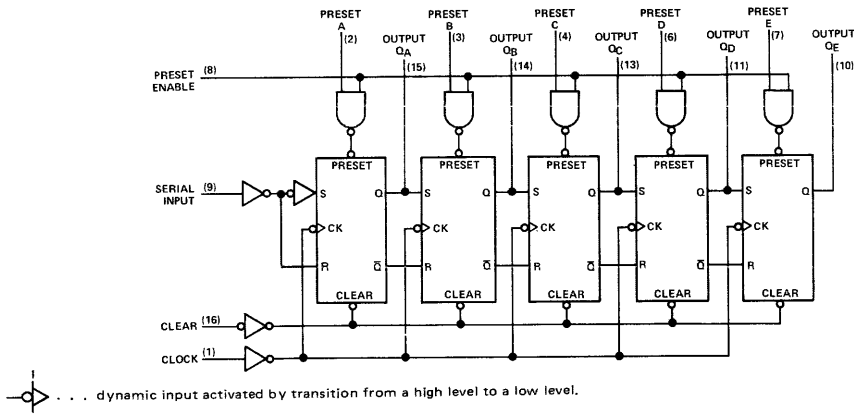 PRESET A (2)
PRESET B (3)
PRESET C (4)
PRESET D (6)
PRESET E (7)
OUTPUT QA (15)
OUTPUT QB (14)
OUTPUT QC (13)
OUTPUT QD (11)
OUTPUT QE (10)
PRESET ENABLE (8)
PRESET
PRESET
PRESET
PRESET
PRESET
SERIAL INPUT (9)
S Q
S Q
S Q
S Q
S Q
CK
CK
CK
CK
CK
R Q̅
R Q̅
R Q̅
R Q̅
R
CLEAR
CLEAR
CLEAR
CLEAR
CLEAR
CLEAR (16)
CLOCK (1)
. . . dynamic input activated by transition from a high level to a low level.